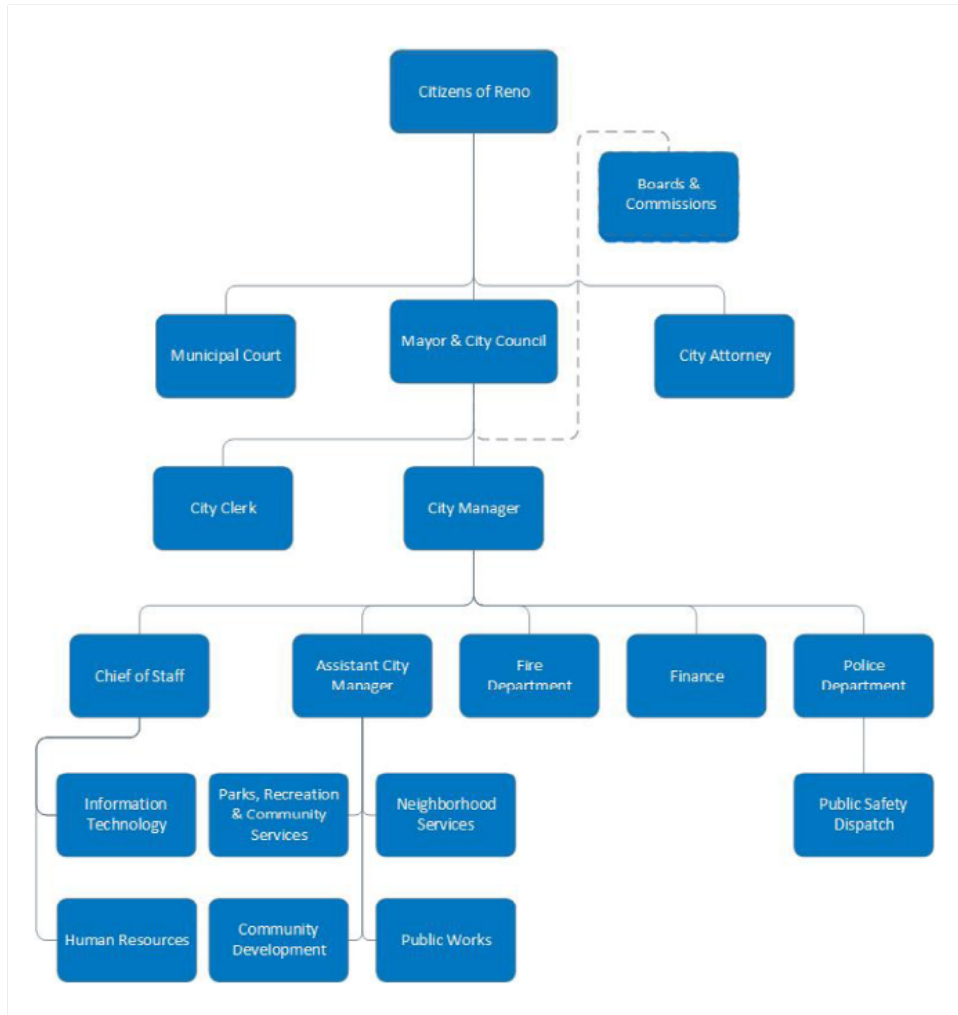 Citizens of Reno
Boards &
Commissions
Municipal Court
Mayor & City Council
City Attorney
City Clerk
City Manager
Chief of Staff
Assistant City
Manager
Fire
Department
Finance
Police
Department
Information
Technology
Parks, Recreation
& Community
Services
Neighborhood
Services
Public Safety
Dispatch
Human Resources
Community
Development
Public Works